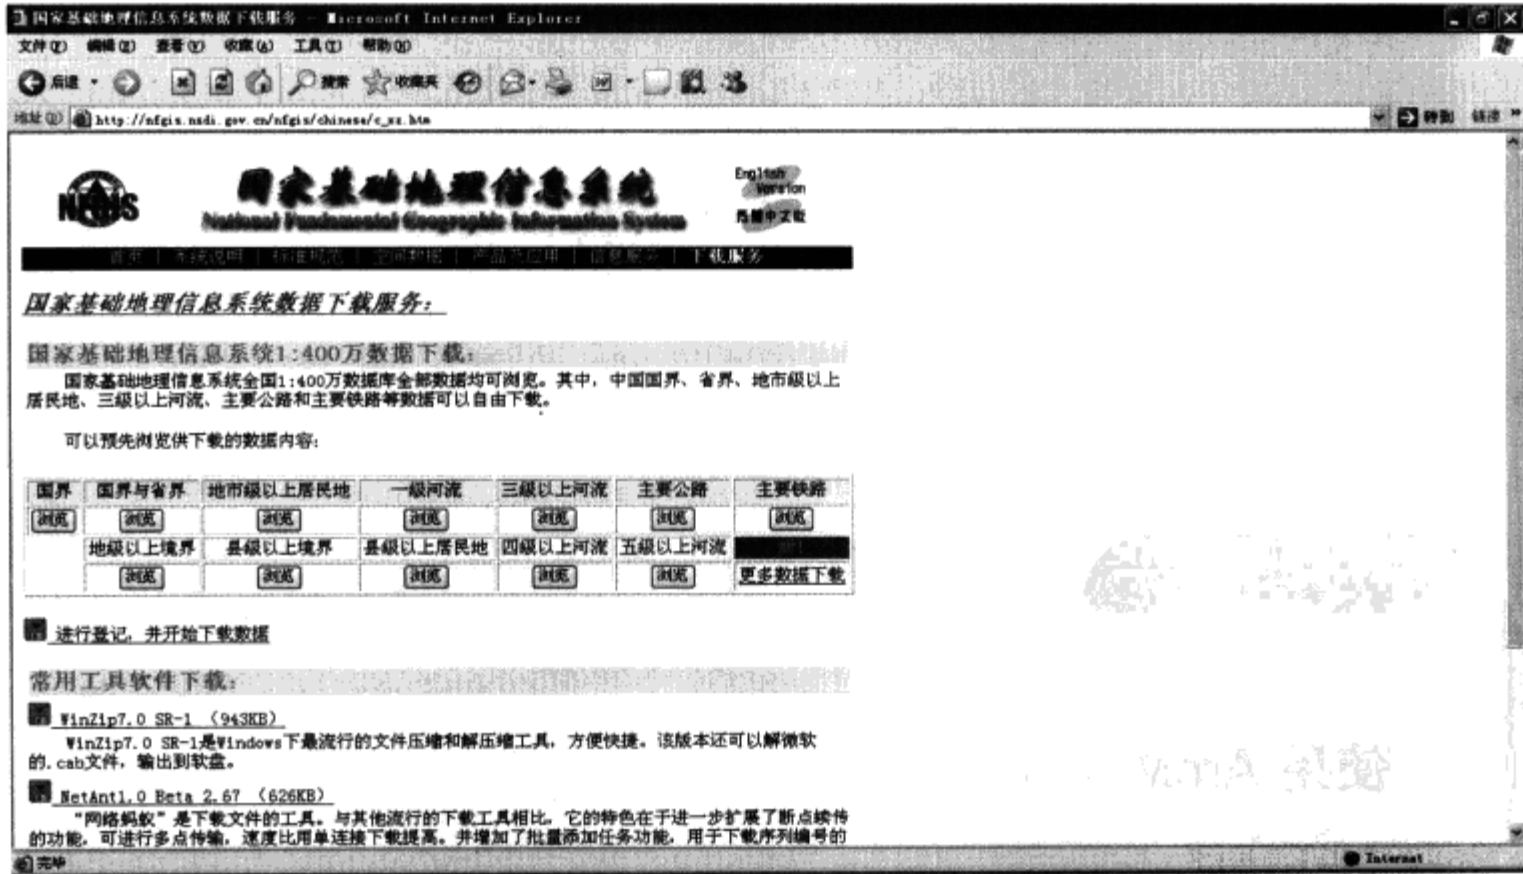 国家基础地理信息系统数据下载服务 - Microsoft Internet Explorer
文件(F) 编辑(E) 查看(V) 收藏(A) 工具(T) 帮助(H)
后退 搜索 收藏夹
地址(D) http://nfgis.nsdi.gov.cn/nfgis/chinese/c_xz.htm 转到 链接 »
NFGIS 国家基础地理信息系统 English Version
National Fundamental Geographic Information System 简体中文版
首页 | 系统说明 | 标准规范 | 空间数据 | 产品及应用 | 信息服务 | 下载服务
国家基础地理信息系统数据下载服务:
国家基础地理信息系统1:400万数据下载:
国家基础地理信息系统全国1:400万数据库全部数据均可浏览。其中，中国国界、省界、地市级以上
居民地、三级以上河流、主要公路和主要铁路等数据可以自由下载。
可以预先浏览供下载的数据内容:
国界 国界与省界 地市级以上居民地 一级河流 三级以上河流 主要公路 主要铁路
浏览 浏览 浏览 浏览 浏览 浏览 浏览
地级以上境界 县级以上境界 县级以上居民地 四级以上河流 五级以上河流
浏览 浏览 浏览 浏览 浏览 更多数据下载
进行登记，并开始下载数据
常用工具软件下载:
WinZip7.0 SR-1 （943KB）
WinZip7.0 SR-1是Windows下最流行的文件压缩和解压缩工具，方便快捷。该版本还可以解微软
的.cab文件，输出到软盘。
NetAnt1.0 Beta 2.67 （626KB）
“网络蚂蚁”是下载文件的工具。与其他流行的下载工具相比，它的特色在于进一步扩展了断点续传
的功能，可进行多点传输，速度比用单连接下载提高。并增加了批量添加任务功能，用于下载序列编号的
完毕 Internet